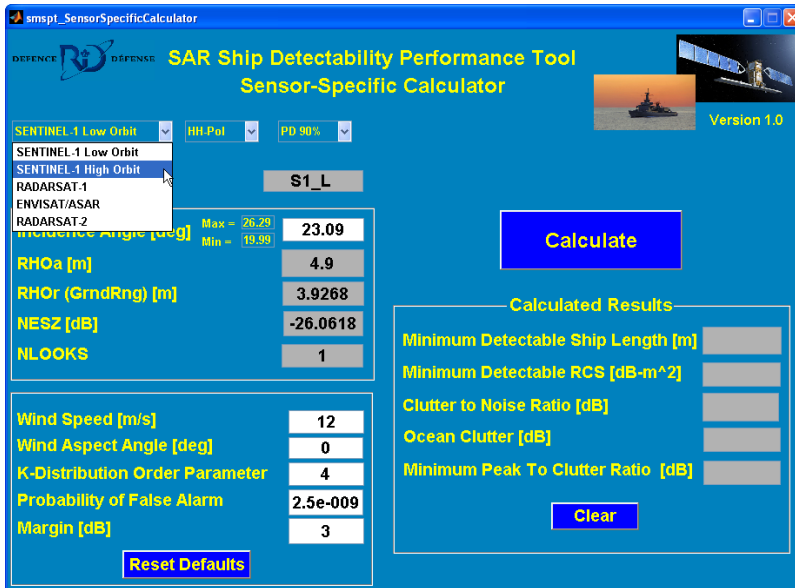 smspt_SensorSpecificCalculator
DEFENCE DÉFENSE
SAR Ship Detectability Performance Tool
Sensor-Specific Calculator
Version 1.0
SENTINEL-1 Low Orbit HH-Pol PD 90%
SENTINEL-1 Low Orbit
SENTINEL-1 High Orbit
RADARSAT-1
ENVISAT/ASAR
RADARSAT-2
S1_L
Incidence Angle [deg] Max = 26.29 23.09
Min = 19.99
RHOa [m] 4.9
RHOr (GrndRng) [m] 3.9268
NESZ [dB] -26.0618
NLOOKS 1
Wind Speed [m/s] 12
Wind Aspect Angle [deg] 0
K-Distribution Order Parameter 4
Probability of False Alarm 2.5e-009
Margin [dB] 3
Reset Defaults
Calculate
Calculated Results
Minimum Detectable Ship Length [m]
Minimum Detectable RCS [dB-m^2]
Clutter to Noise Ratio [dB]
Ocean Clutter [dB]
Minimum Peak To Clutter Ratio [dB]
Clear